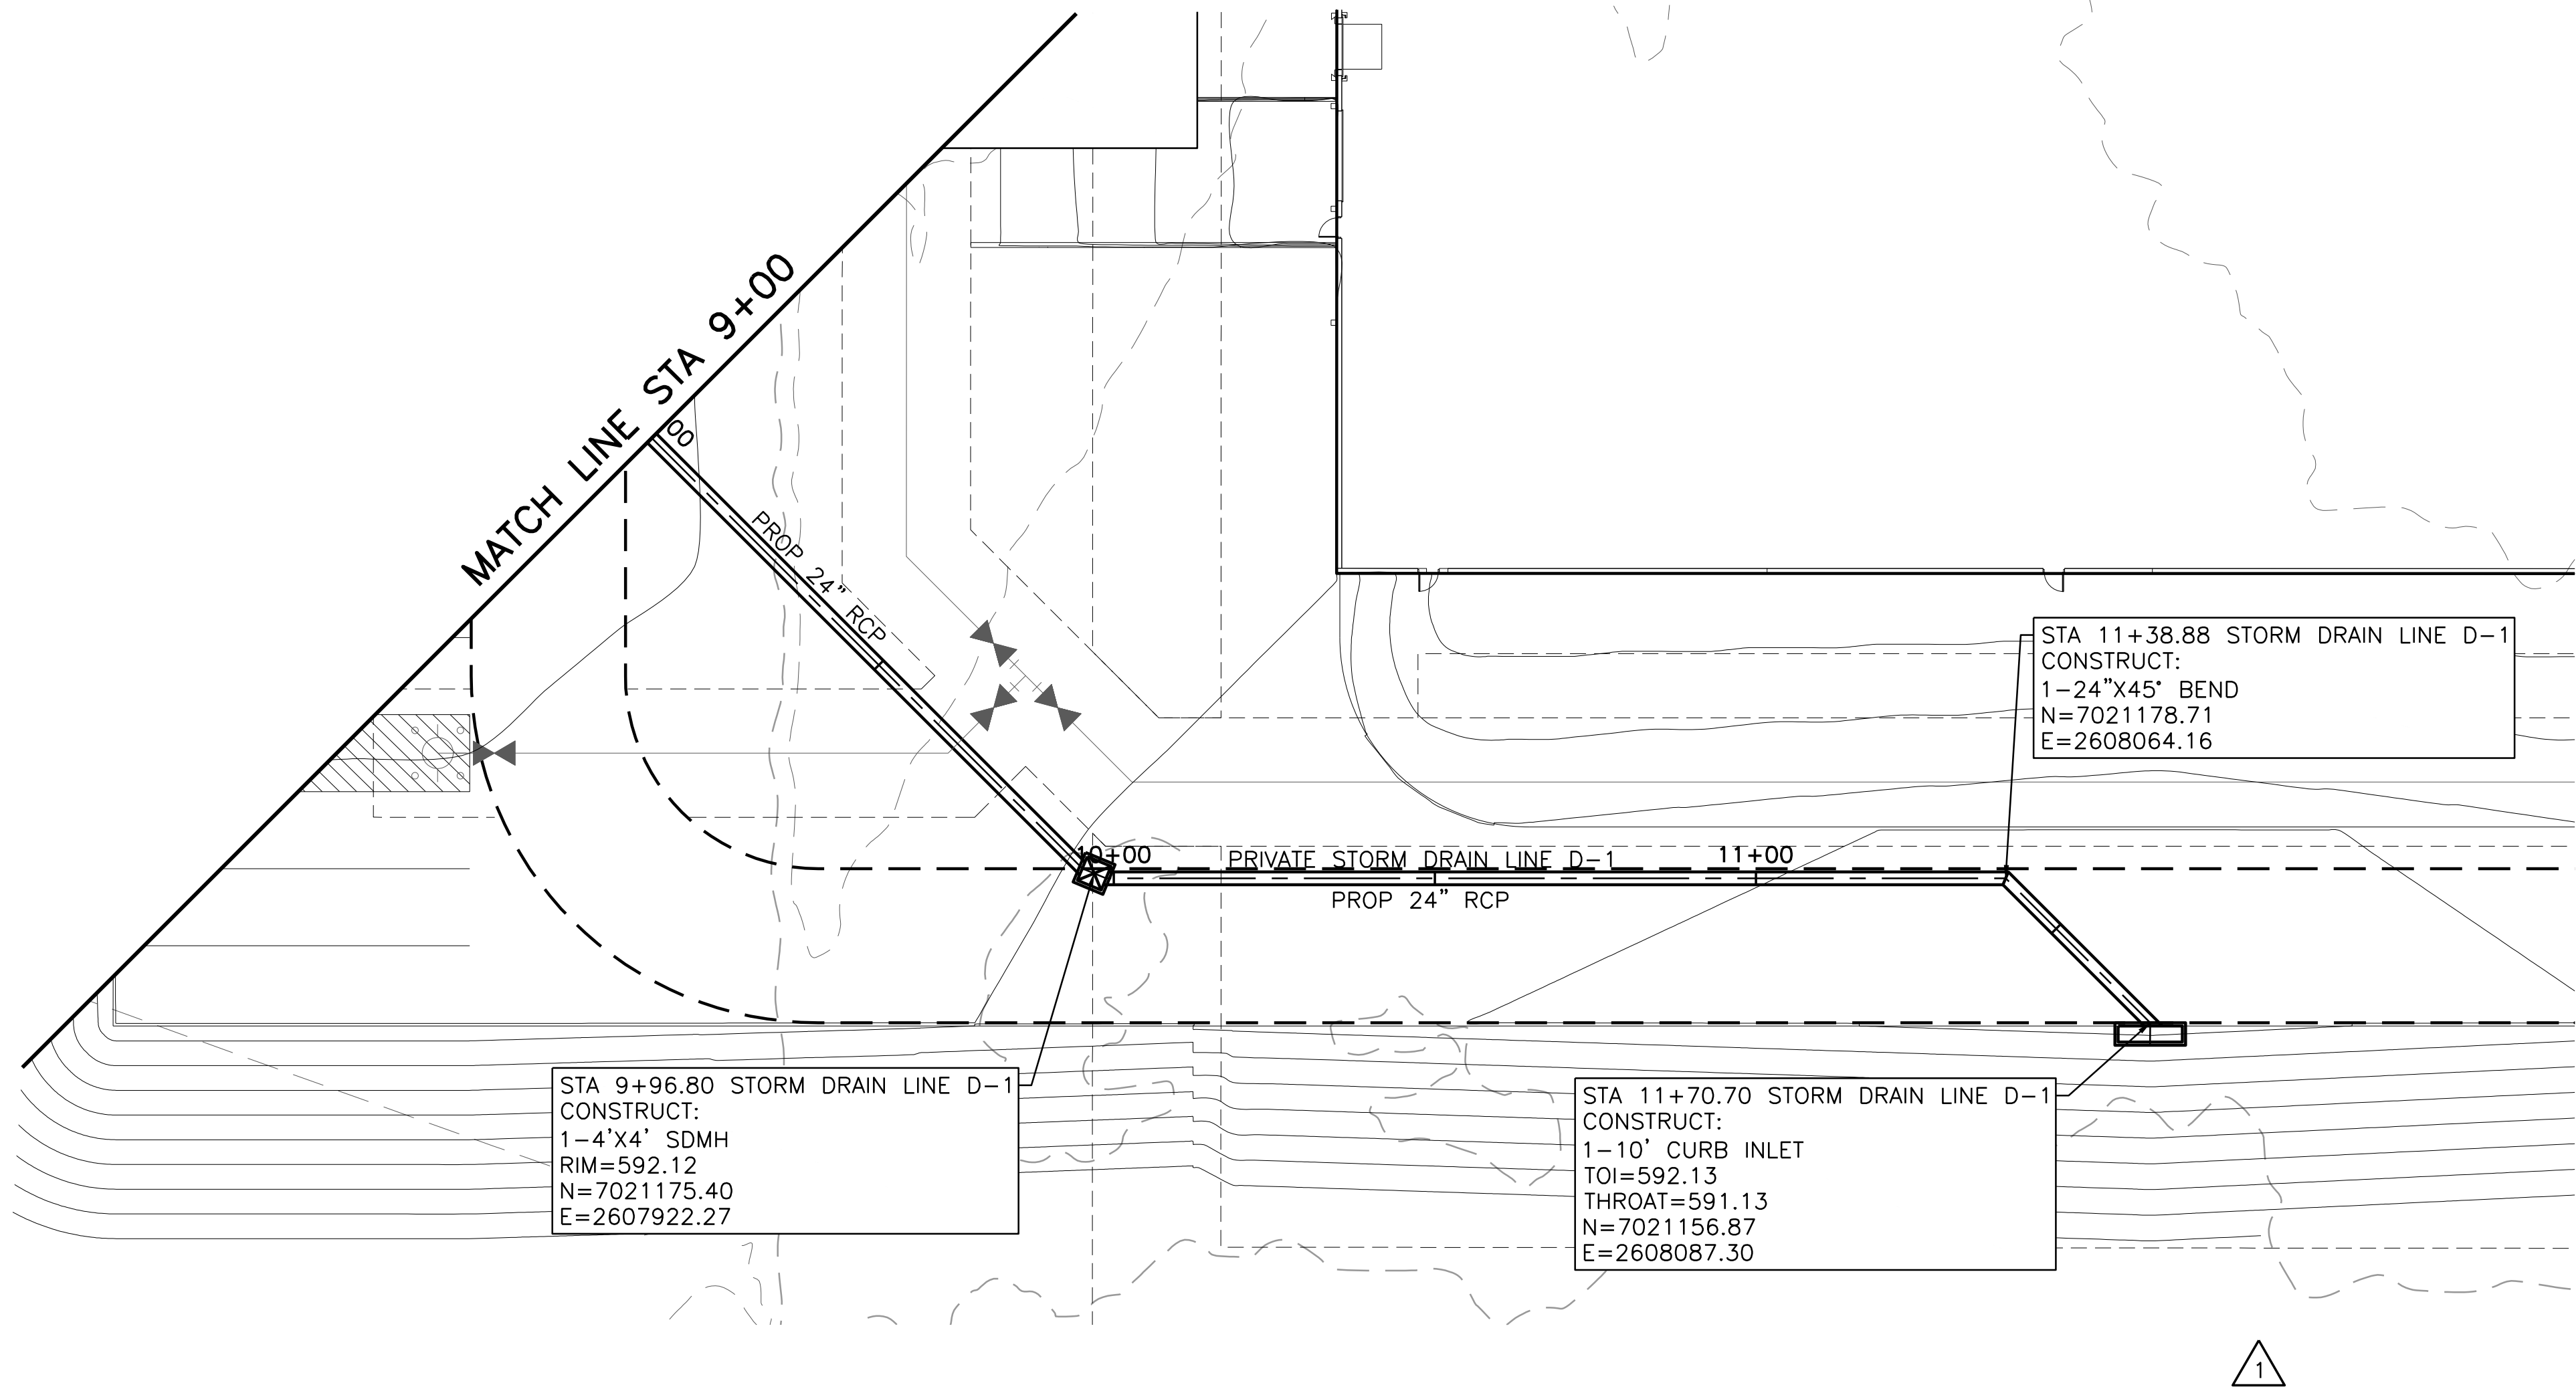 MATCH LINE STA 9+00
00
PROP 24" RCP
STA 11+38.88 STORM DRAIN LINE D-1
CONSTRUCT:
1-24"X45° BEND
N=7021178.71
E=2608064.16
10+00
PRIVATE STORM DRAIN LINE D-1
11+00
PROP 24" RCP
STA 9+96.80 STORM DRAIN LINE D-1
CONSTRUCT:
1-4'X4' SDMH
RIM=592.12
N=7021175.40
E=2607922.27
STA 11+70.70 STORM DRAIN LINE D-1
CONSTRUCT:
1-10' CURB INLET
TOI=592.13
THROAT=591.13
N=7021156.87
E=2608087.30
1